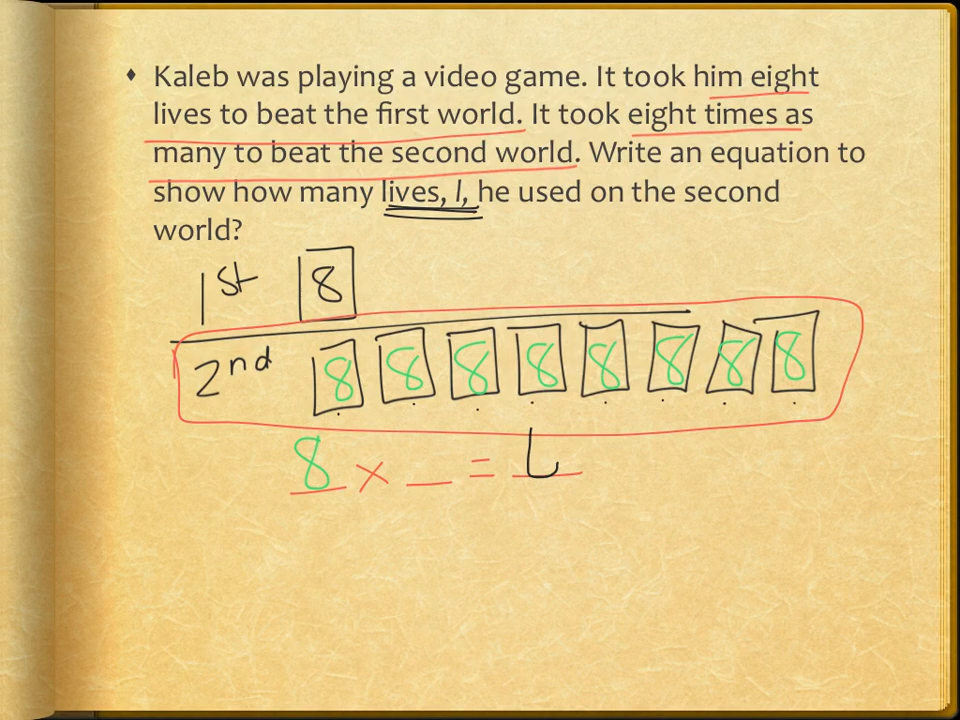 Kaleb was playing a video game. It took him eight
lives to beat the first world. It took eight times as
many to beat the second world. Write an equation to
show how many lives, l, he used on the second
world?
1st 8
2nd 8 8 8 8 8 8 8 8
8 × _ = L